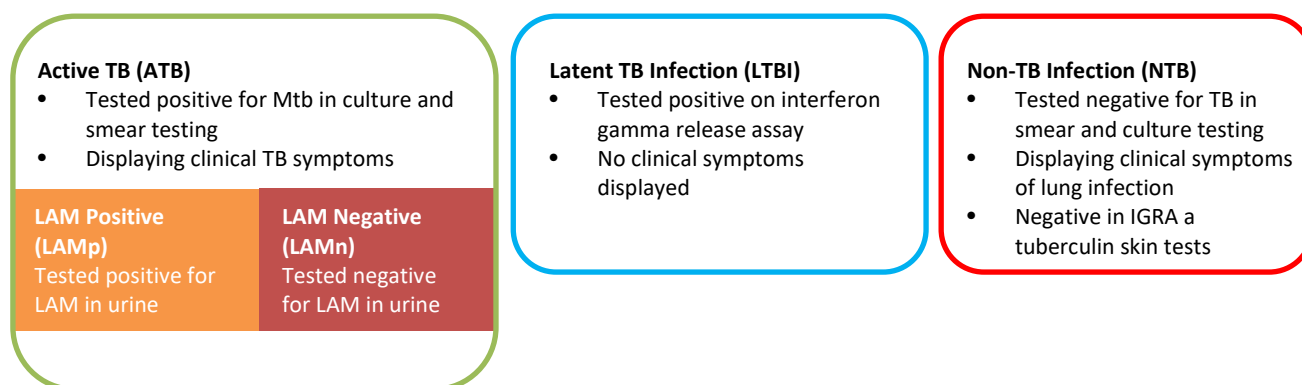 Active TB (ATB)
• Tested positive for Mtb in culture and
smear testing
• Displaying clinical TB symptoms
LAM Positive
(LAMp)
Tested positive for
LAM in urine
LAM Negative
(LAMn)
Tested negative
for LAM in urine
Latent TB Infection (LTBI)
• Tested positive on interferon
gamma release assay
• No clinical symptoms
displayed
Non-TB Infection (NTB)
• Tested negative for TB in
smear and culture testing
• Displaying clinical symptoms
of lung infection
• Negative in IGRA a
tuberculin skin tests